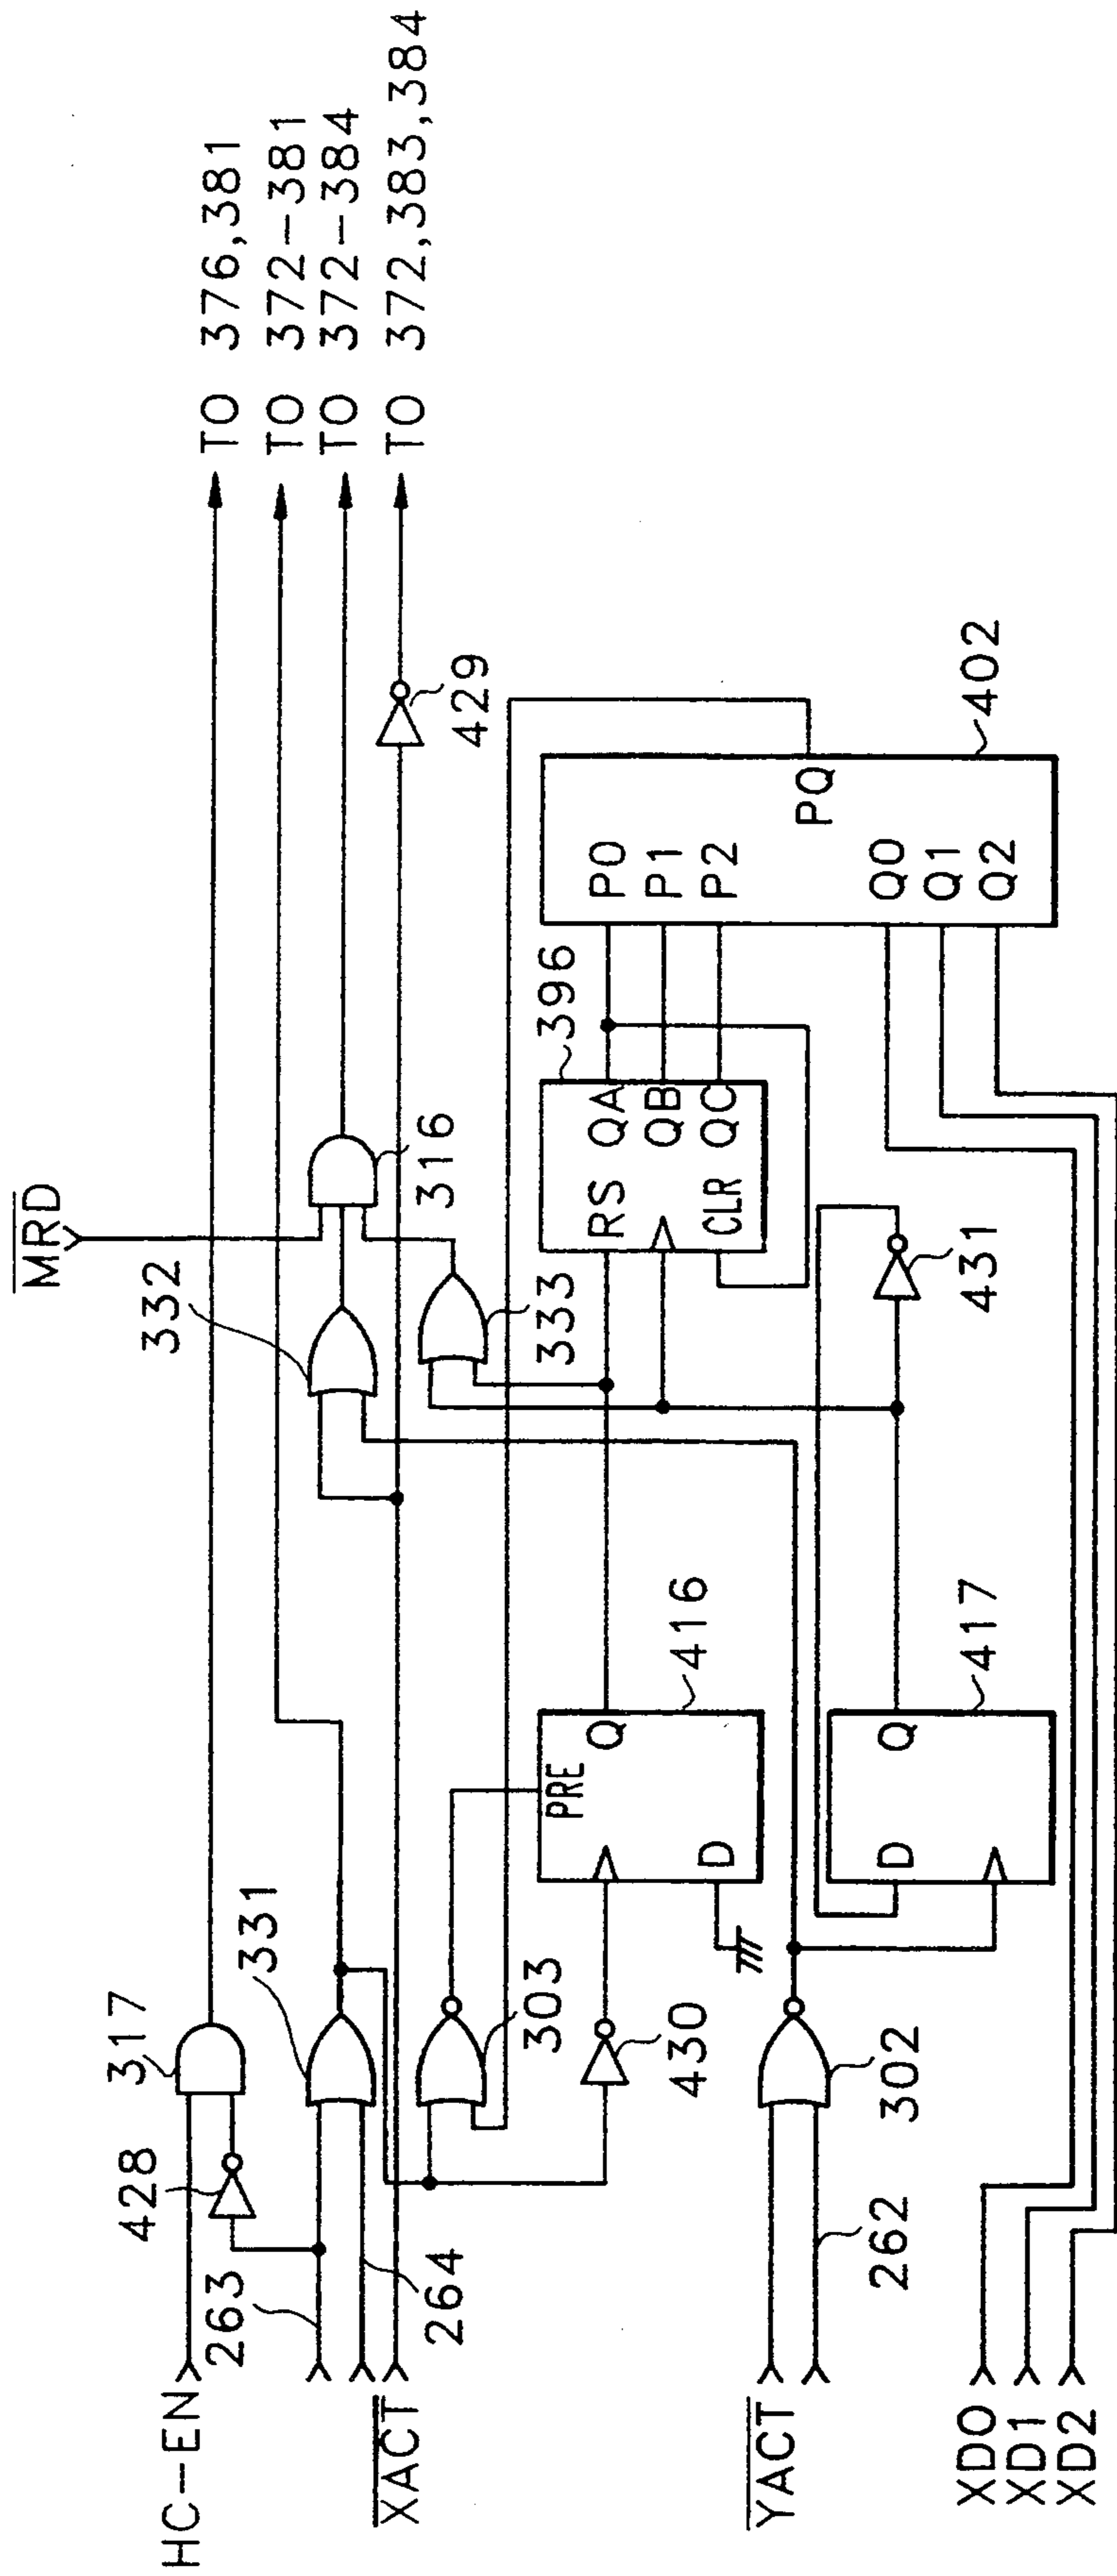 HC-EN
263
428
317
TO 376,381
264
331
TO 372-381
MRD
332
316
TO 372-384
XACT
429
TO 372,383,384
303
430
PRE
Q
D
416
333
RS QA
QB
CLR QC
396
P0
P1
P2
PQ
Q0
Q1
Q2
402
YACT
262
302
D Q
417
431
XD0
XD1
XD2